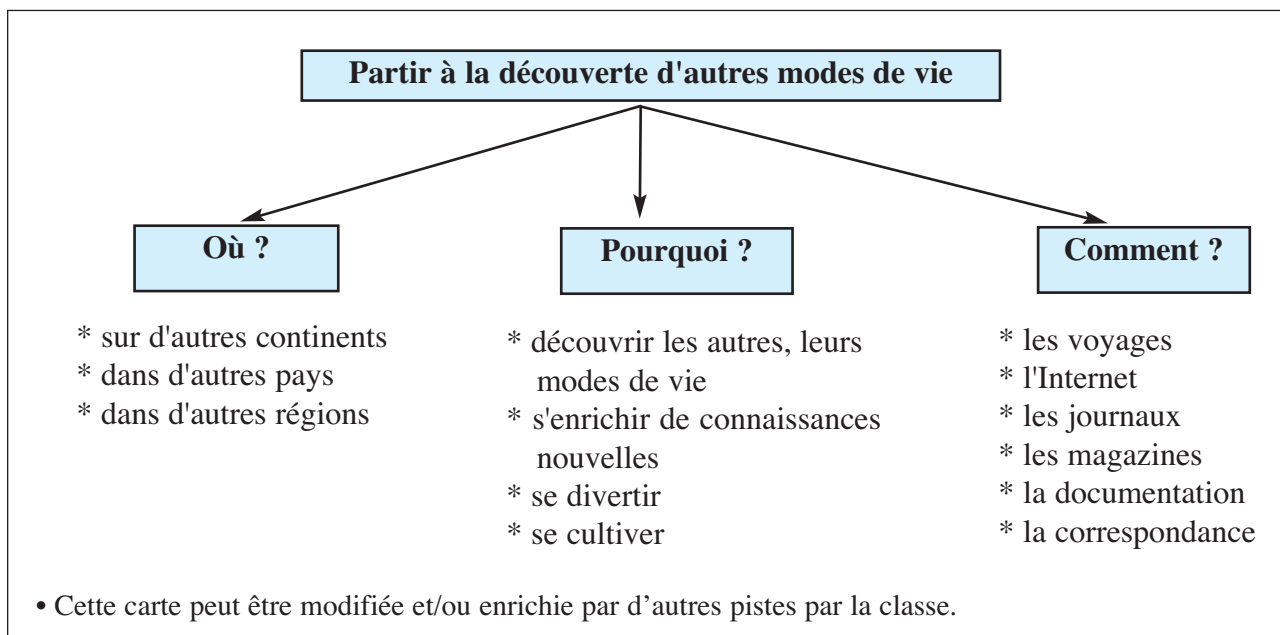 Partir à la découverte d'autres modes de vie
Où ?
* sur d'autres continents
* dans d'autres pays
* dans d'autres régions
Pourquoi ?
* découvrir les autres, leurs
modes de vie
* s'enrichir de connaissances
nouvelles
* se divertir
* se cultiver
Comment ?
* les voyages
* l'Internet
* les journaux
* les magazines
* la documentation
* la correspondance
• Cette carte peut être modifiée et/ou enrichie par d’autres pistes par la classe.